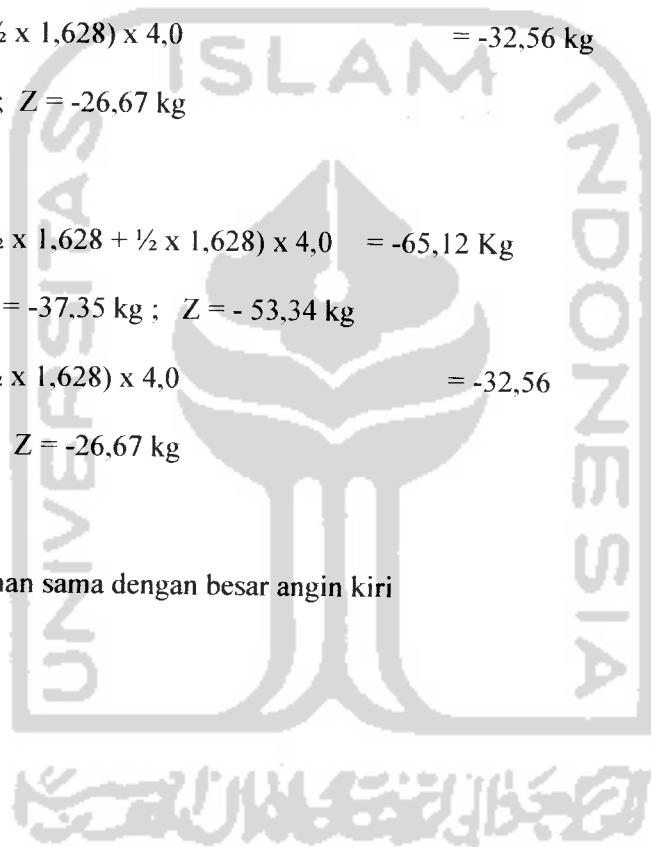 ½ x 1,628) x 4,0 = -32,56 kg
; Z = -26,67 kg
½ x 1,628 + ½ x 1,628) x 4,0 = -65,12 Kg
= -37,35 kg ; Z = - 53,34 kg
x 1,628) x 4,0 = -32,56
Z = -26,67 kg
sama dengan besar angin kiri
UNIVERSITAS
ISLAM
INDONESIA